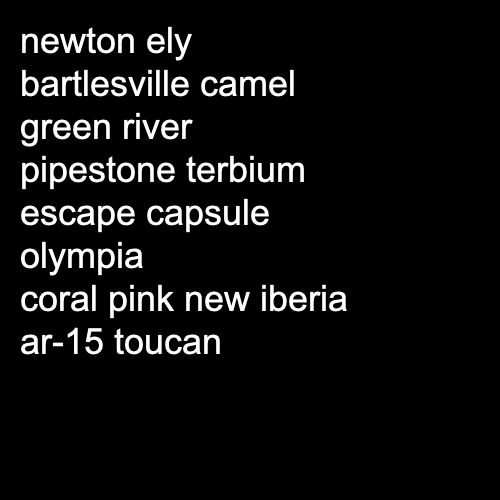 newton ely
bartlesville camel
green river
pipestone terbium
escape capsule
olympia
coral pink new iberia
ar-15 toucan